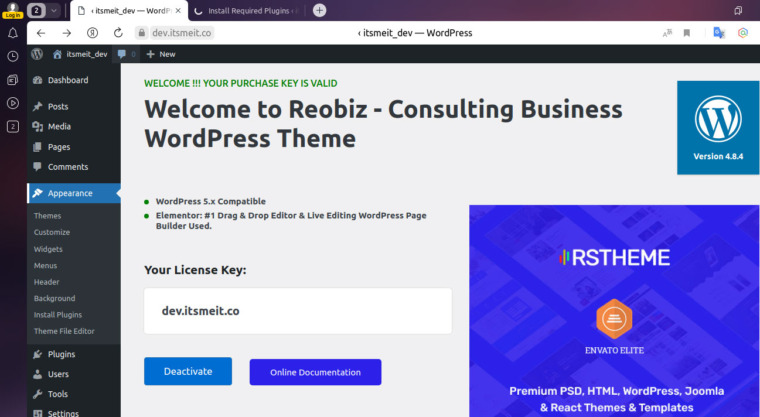 Log in
2
‹ itsmeit_dev — WordPr
Install Required Plugins ‹
dev.itsmeit.co
‹ itsmeit_dev — WordPress
itsmeit_dev
0
New
Dashboard
Posts
Media
Pages
Comments
Appearance
Themes
Customize
Widgets
Menus
Header
Background
Install Plugins
Theme File Editor
Plugins
Users
Tools
Settings
2
WELCOME !!! YOUR PURCHASE KEY IS VALID
Welcome to Reobiz - Consulting Business
WordPress Theme
Version 4.8.4
WordPress 5.x Compatible
Elementor: #1 Drag & Drop Editor & Live Editing WordPress Page
Builder Used.
Your License Key:
dev.itsmeit.co
Deactivate
Online Documentation
RSTHEME
ENVATO ELITE
Premium PSD, HTML, WordPress, Joomla
& React Themes & Templates